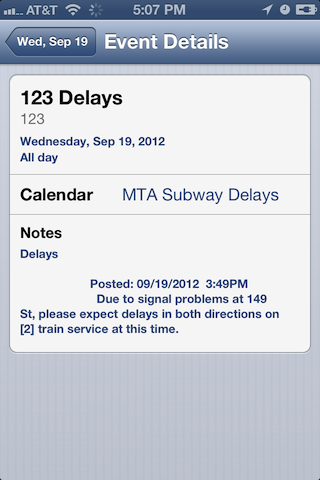 AT&T 5:07 PM
Wed, Sep 19 Event Details
123 Delays
123
Wednesday, Sep 19, 2012
All day
Calendar MTA Subway Delays
Notes
Delays
Posted: 09/19/2012 3:49PM
Due to signal problems at 149
St, please expect delays in both directions on
[2] train service at this time.